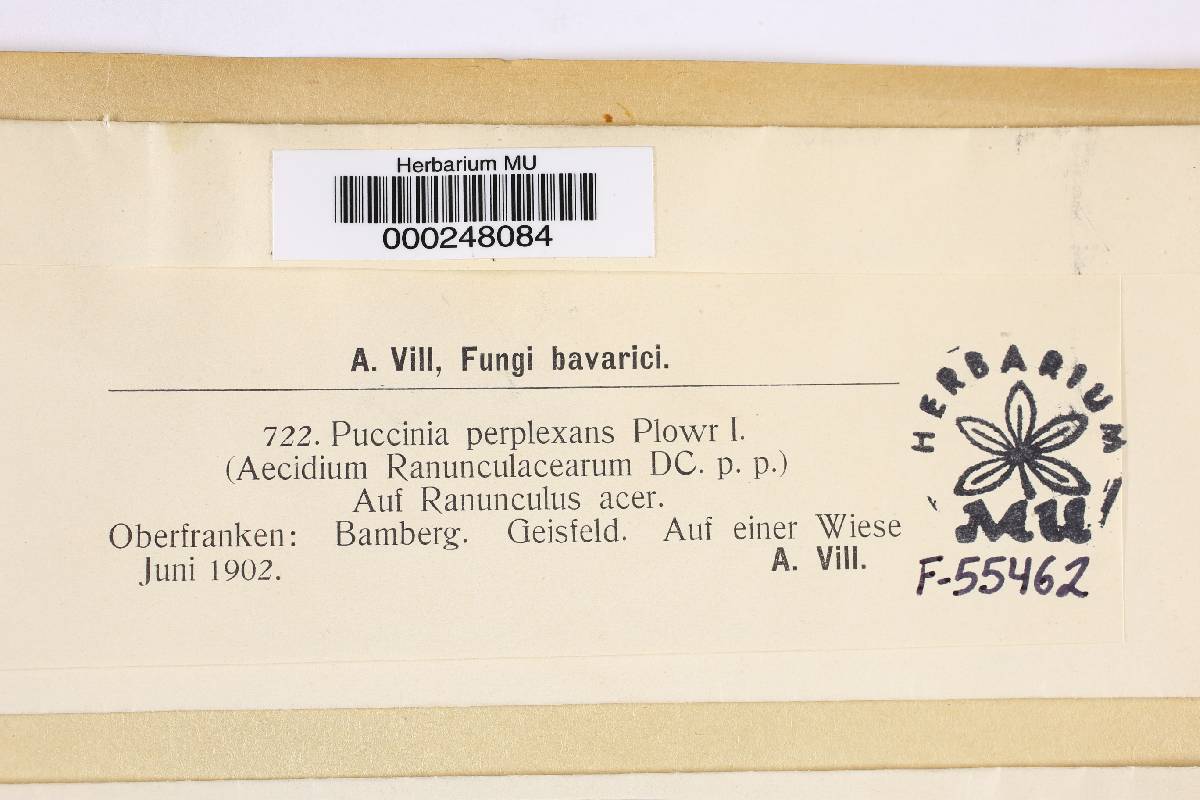 Herbarium MU
000248084
A. Vill, Fungi bavarici.
722. Puccinia perplexans Plowr I.
(Aecidium Ranunculacearum DC. p. p.)
Auf Ranunculus acer.
Oberfranken: Bamberg. Geisfeld. Auf einer Wiese
Juni 1902.
A. Vill.
HERBARIUM
MU
F-55462